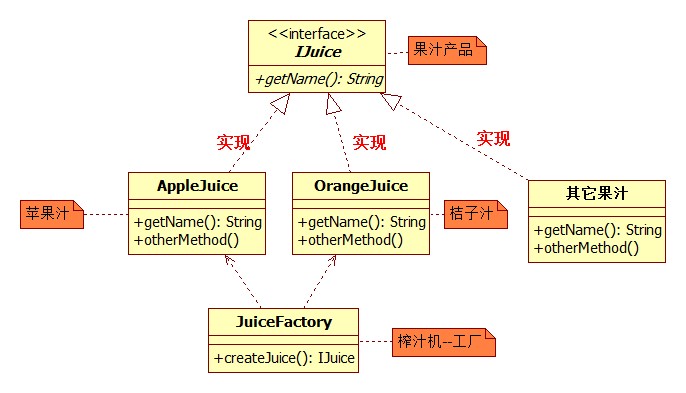 <<interface>>
IJuice
+getName(): String
果汁产品
实现
实现
实现
AppleJuice
+getName(): String
+otherMethod()
苹果汁
OrangeJuice
+getName(): String
+otherMethod()
桔子汁
其它果汁
+getName(): String
+otherMethod()
JuiceFactory
+createJuice(): IJuice
榨汁机--工厂